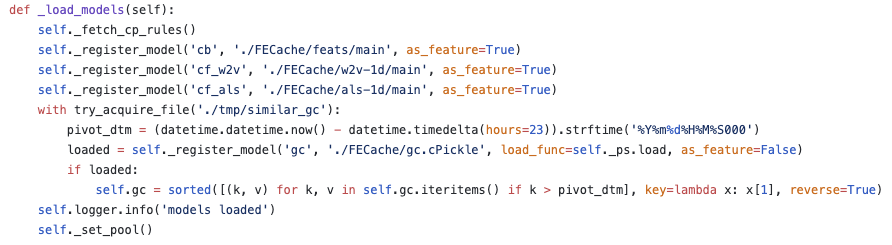 def _load_models(self):
    self._fetch_cp_rules()
    self._register_model('cb', './FECache/feats/main', as_feature=True)
    self._register_model('cf_w2v', './FECache/w2v-1d/main', as_feature=True)
    self._register_model('cf_als', './FECache/als-1d/main', as_feature=True)
    with try_acquire_file('./tmp/similar_gc'):
        pivot_dtm = (datetime.datetime.now() - datetime.timedelta(hours=23)).strftime('%Y%m%d%H%M%S000')
        loaded = self._register_model('gc', './FECache/gc.cPickle', load_func=self._ps.load, as_feature=False)
        if loaded:
            self.gc = sorted([(k, v) for k, v in self.gc.iteritems() if k > pivot_dtm], key=lambda x: x[1], reverse=True)
    self.logger.info('models loaded')
    self._set_pool()